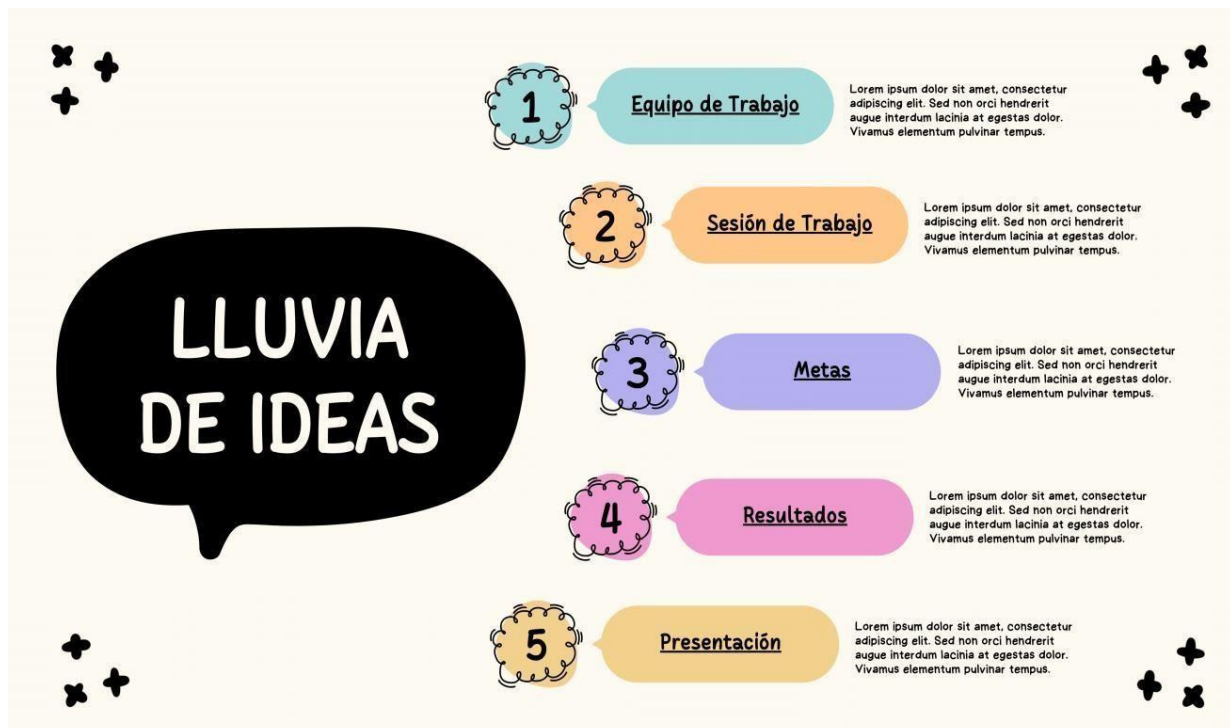 LLUVIA
DE IDEAS
1
Equipo de Trabajo
Lorem ipsum dolor sit amet, consectetur
adipiscing elit. Sed non orci hendrerit
augue interdum lacinia at egestas dolor.
Vivamus elementum pulvinar tempus.
2
Sesión de Trabajo
Lorem ipsum dolor sit amet, consectetur
adipiscing elit. Sed non orci hendrerit
augue interdum lacinia at egestas dolor.
Vivamus elementum pulvinar tempus.
3
Metas
Lorem ipsum dolor sit amet, consectetur
adipiscing elit. Sed non orci hendrerit
augue interdum lacinia at egestas dolor.
Vivamus elementum pulvinar tempus.
4
Resultados
Lorem ipsum dolor sit amet, consectetur
adipiscing elit. Sed non orci hendrerit
augue interdum lacinia at egestas dolor.
Vivamus elementum pulvinar tempus.
5
Presentación
Lorem ipsum dolor sit amet, consectetur
adipiscing elit. Sed non orci hendrerit
augue interdum lacinia at egestas dolor.
Vivamus elementum pulvinar tempus.